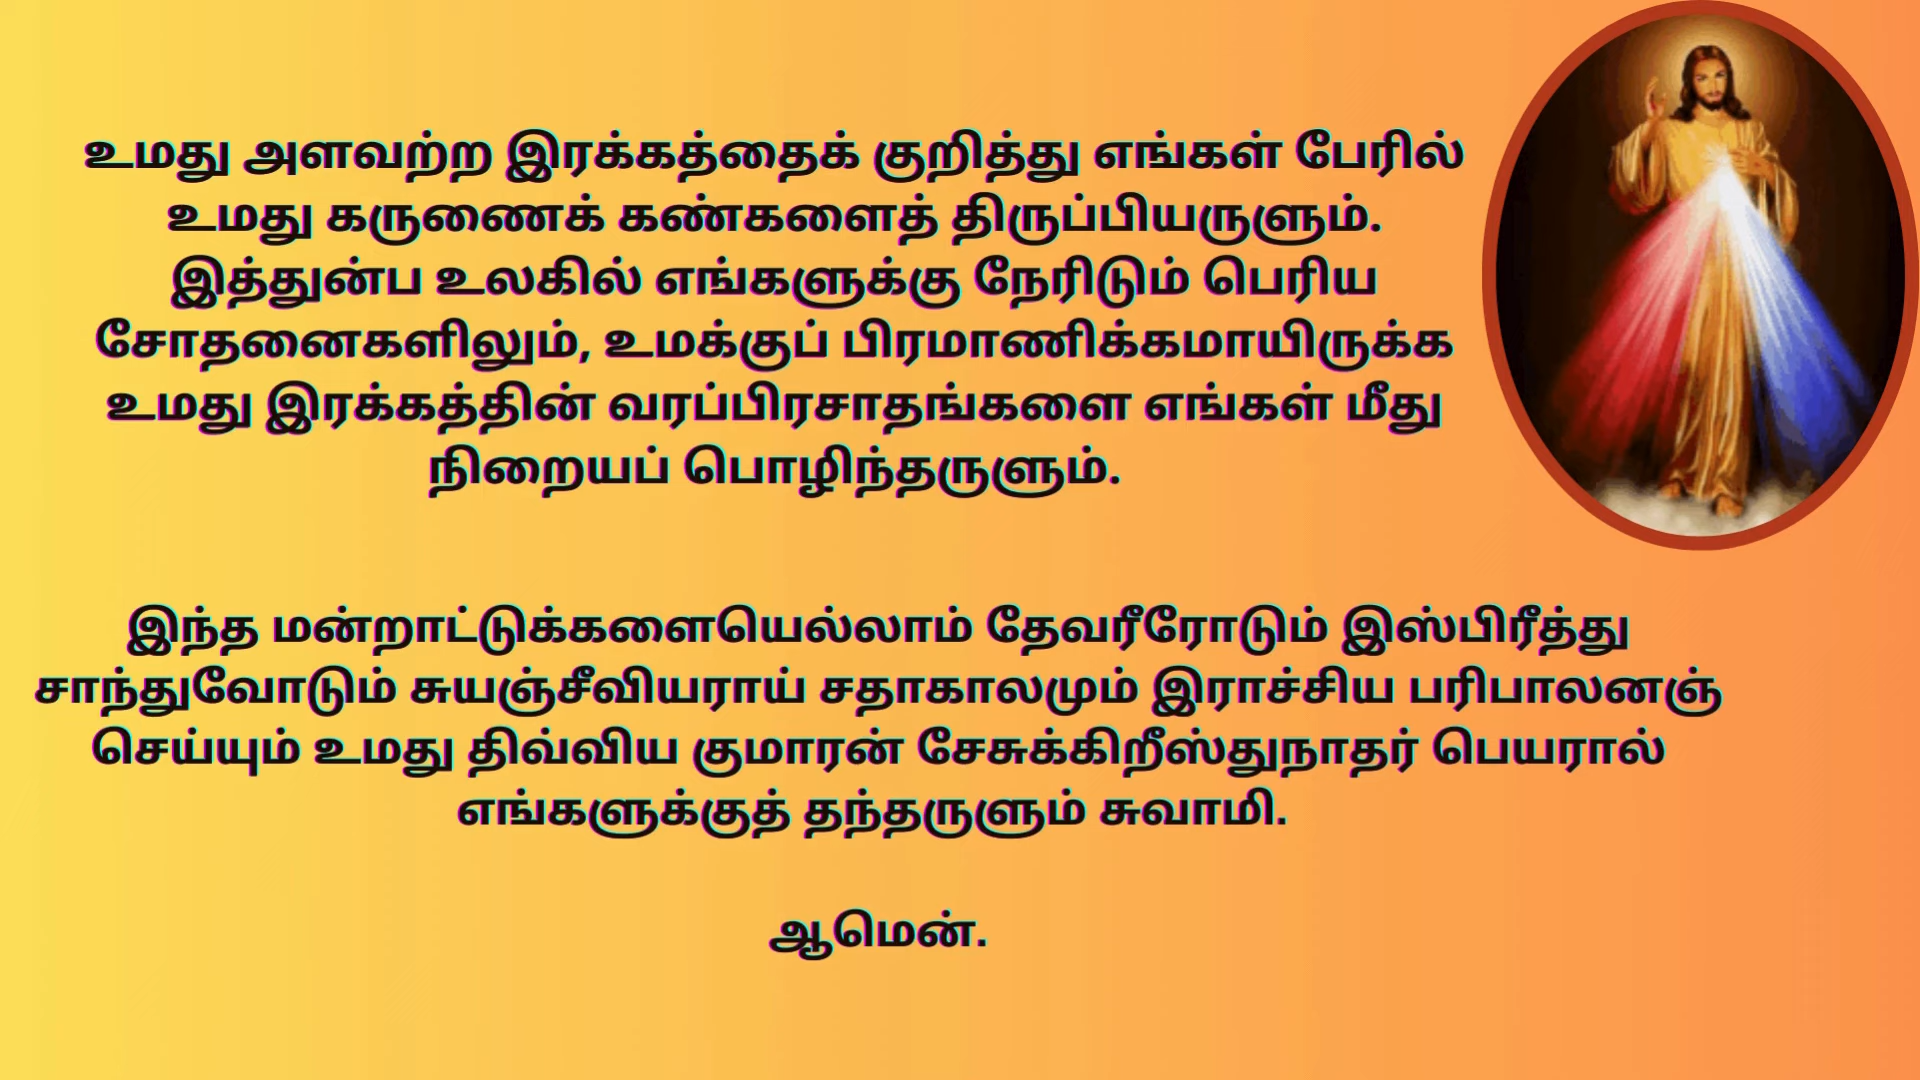 உமது அளவற்ற இரக்கத்தைக் குறித்து எங்கள் பேரில்
உமது கருணைக் கண்களைத் திருப்பியருளும்.
இத்துன்ப உலகில் எங்களுக்கு நேரிடும் பெரிய
சோதனைகளிலும், உமக்குப் பிரமாணிக்கமாயிருக்க
உமது இரக்கத்தின் வரப்பிரசாதங்களை எங்கள் மீது
நிறையப் பொழிந்தருளும்.
இந்த மன்றாட்டுக்களையெல்லாம் தேவரீரோடும் இஸ்பிரீத்து
சாந்துவோடும் சுயஞ்சீவியராய் சதாகாலமும் இராச்சிய பரிபாலனஞ்
செய்யும் உமது திவ்விய குமாரன் சேசுக்கிறீஸ்துநாதர் பெயரால்
எங்களுக்குத் தந்தருளும் சுவாமி.
ஆமென்.